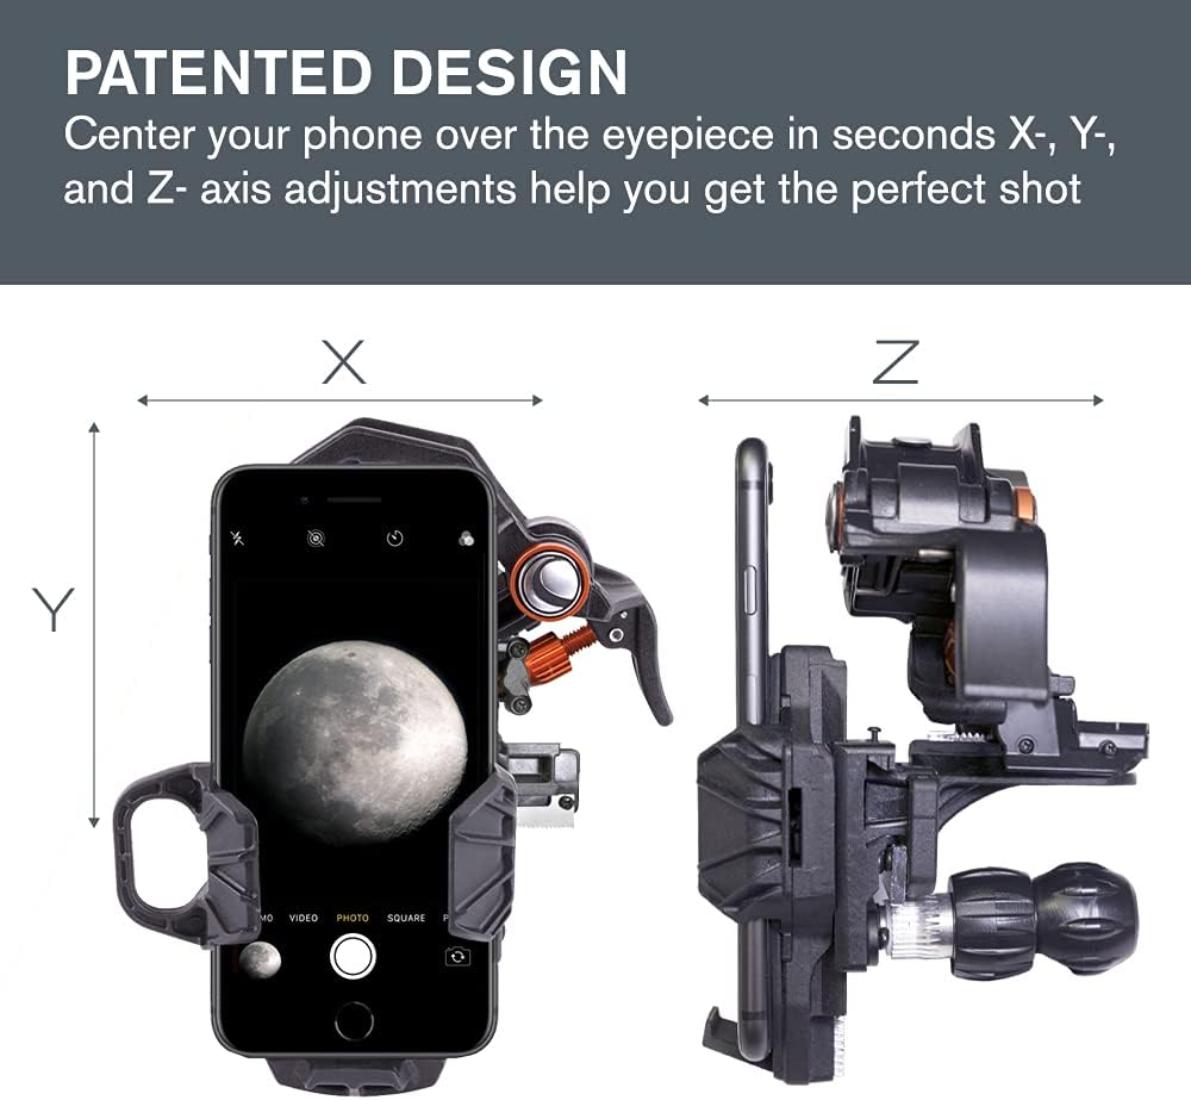 PATENTED DESIGN
Center your phone over the eyepiece in seconds X-, Y-,
and Z- axis adjustments help you get the perfect shot
X
Z
Y
MO VIDEO PHOTO SQUARE P